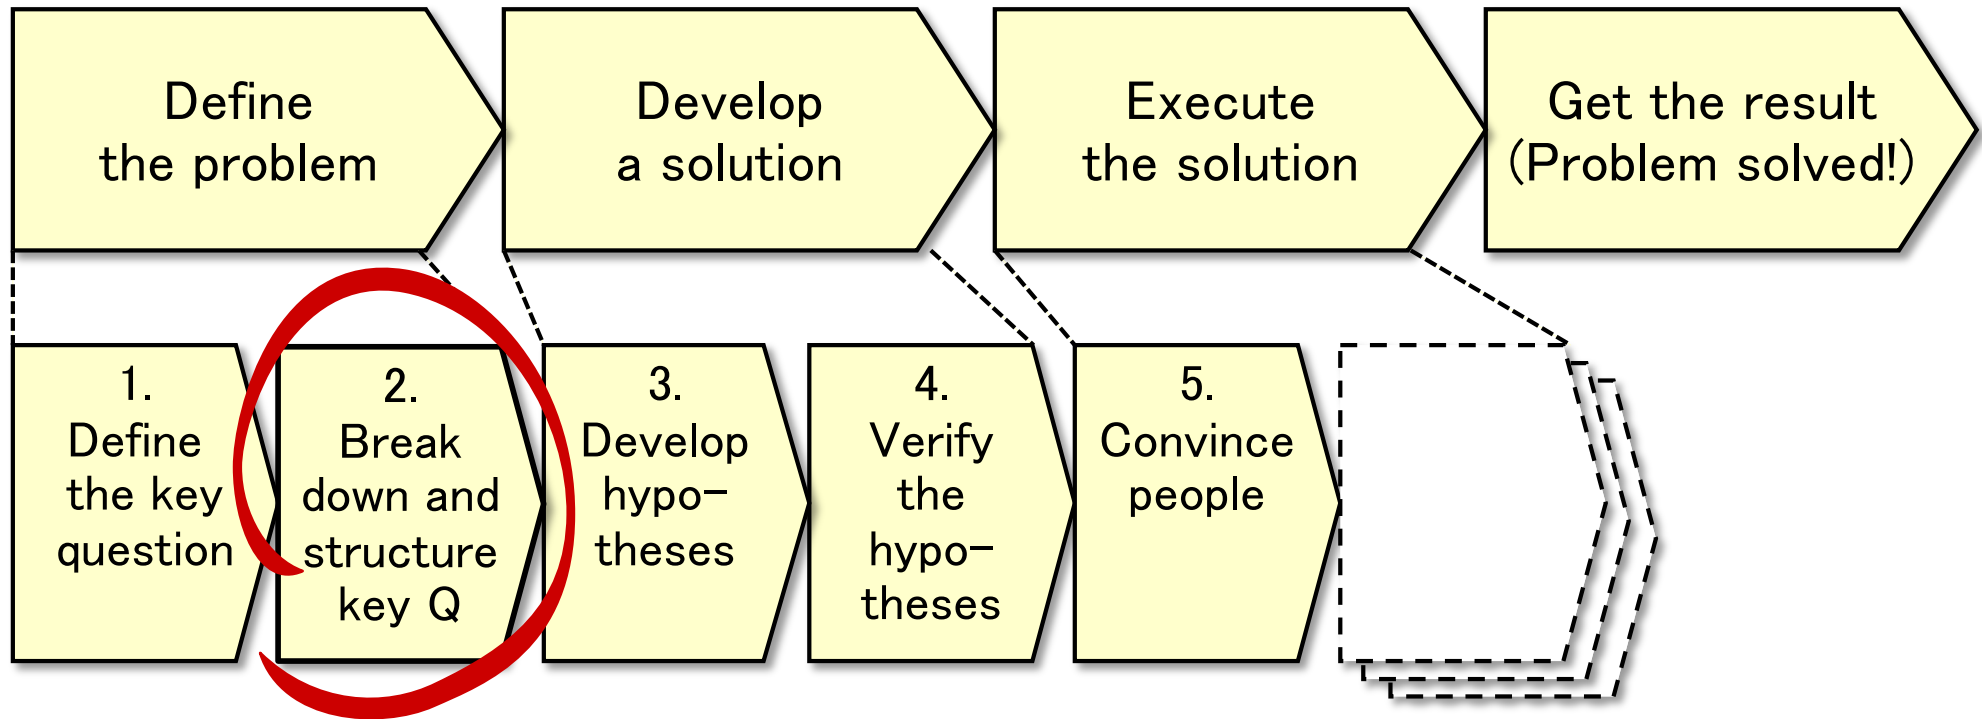 Define
the problem
Develop
a solution
Execute
the solution
Get the result
(Problem solved!)
1.
Define
the key
question
2.
Break
down and
structure
key Q
3.
Develop
hypo-
theses
4.
Verify
the
hypo-
theses
5.
Convince
people